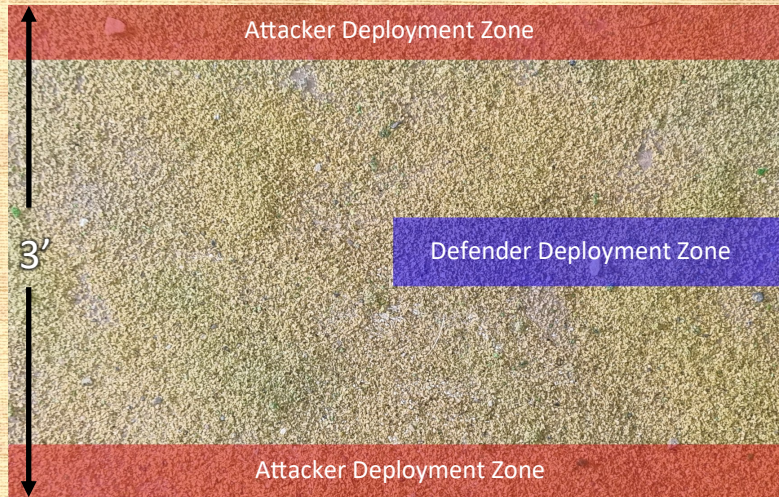 Attacker Deployment Zone
3’
Defender Deployment Zone
Attacker Deployment Zone